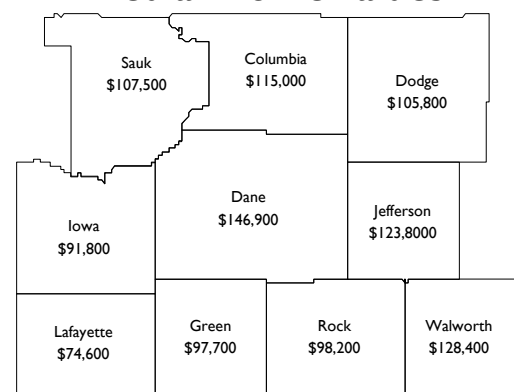 Sauk
$107,500
Columbia
$115,000
Dodge
$105,800
Dane
$146,900
Jefferson
$123,8000
Iowa
$91,800
Lafayette
$74,600
Green
$97,700
Rock
$98,200
Walworth
$128,400